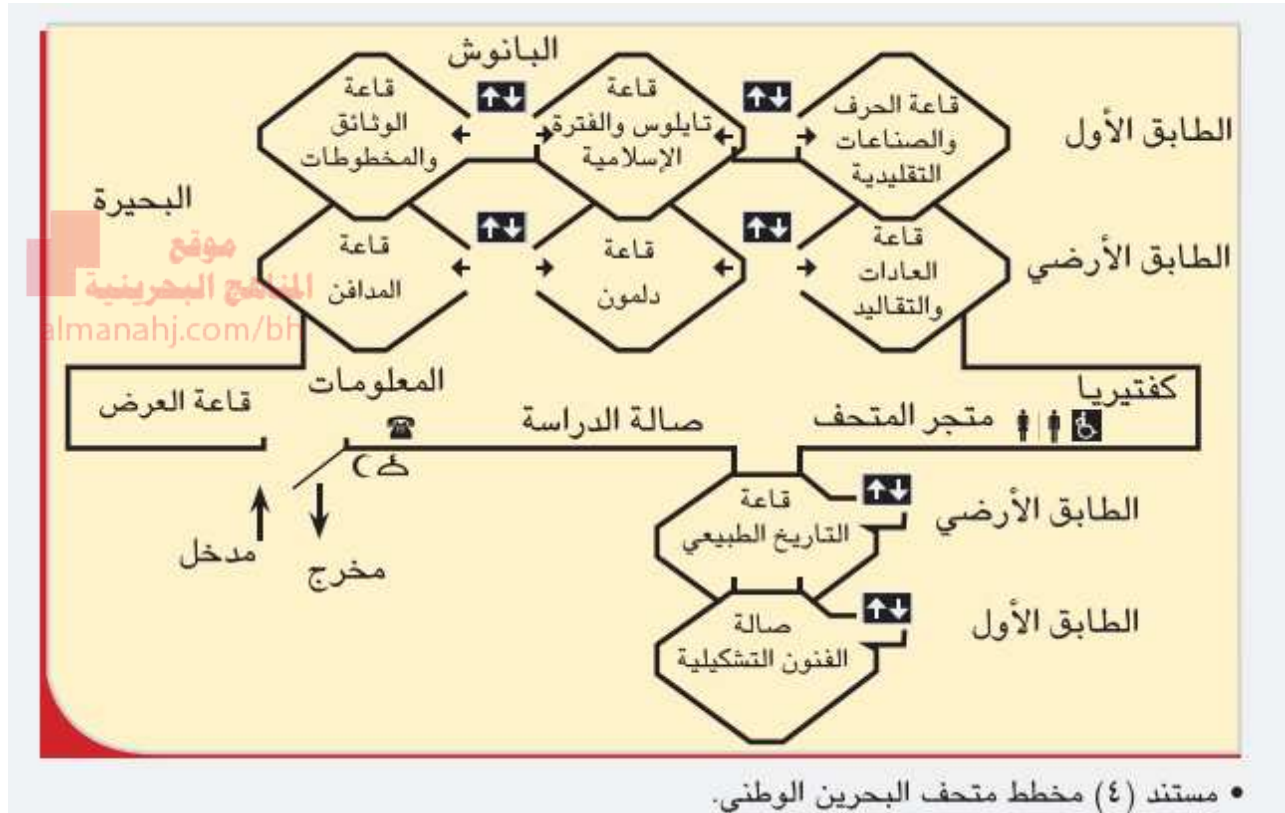 البانوش
الطابق الأول
قاعة الحرف
والصناعات
التقليدية
قاعة
تايلوس والفترة
الإسلامية
قاعة
الوثائق
والمخطوطات
البحيرة
الطابق الأرضي
قاعة
العادات
والتقاليد
قاعة
دلمون
قاعة
المدافن
موقع
المناهج البحرينية
almanahj.com/bh
كفتيريا
متجر المتحف
صالة الدراسة
المعلومات
قاعة العرض
الطابق الأرضي
قاعة
التاريخ الطبيعي
مدخل
مخرج
الطابق الأول
صالة
الفنون التشكيلية
• مستند (٤) مخطط متحف البحرين الوطني.